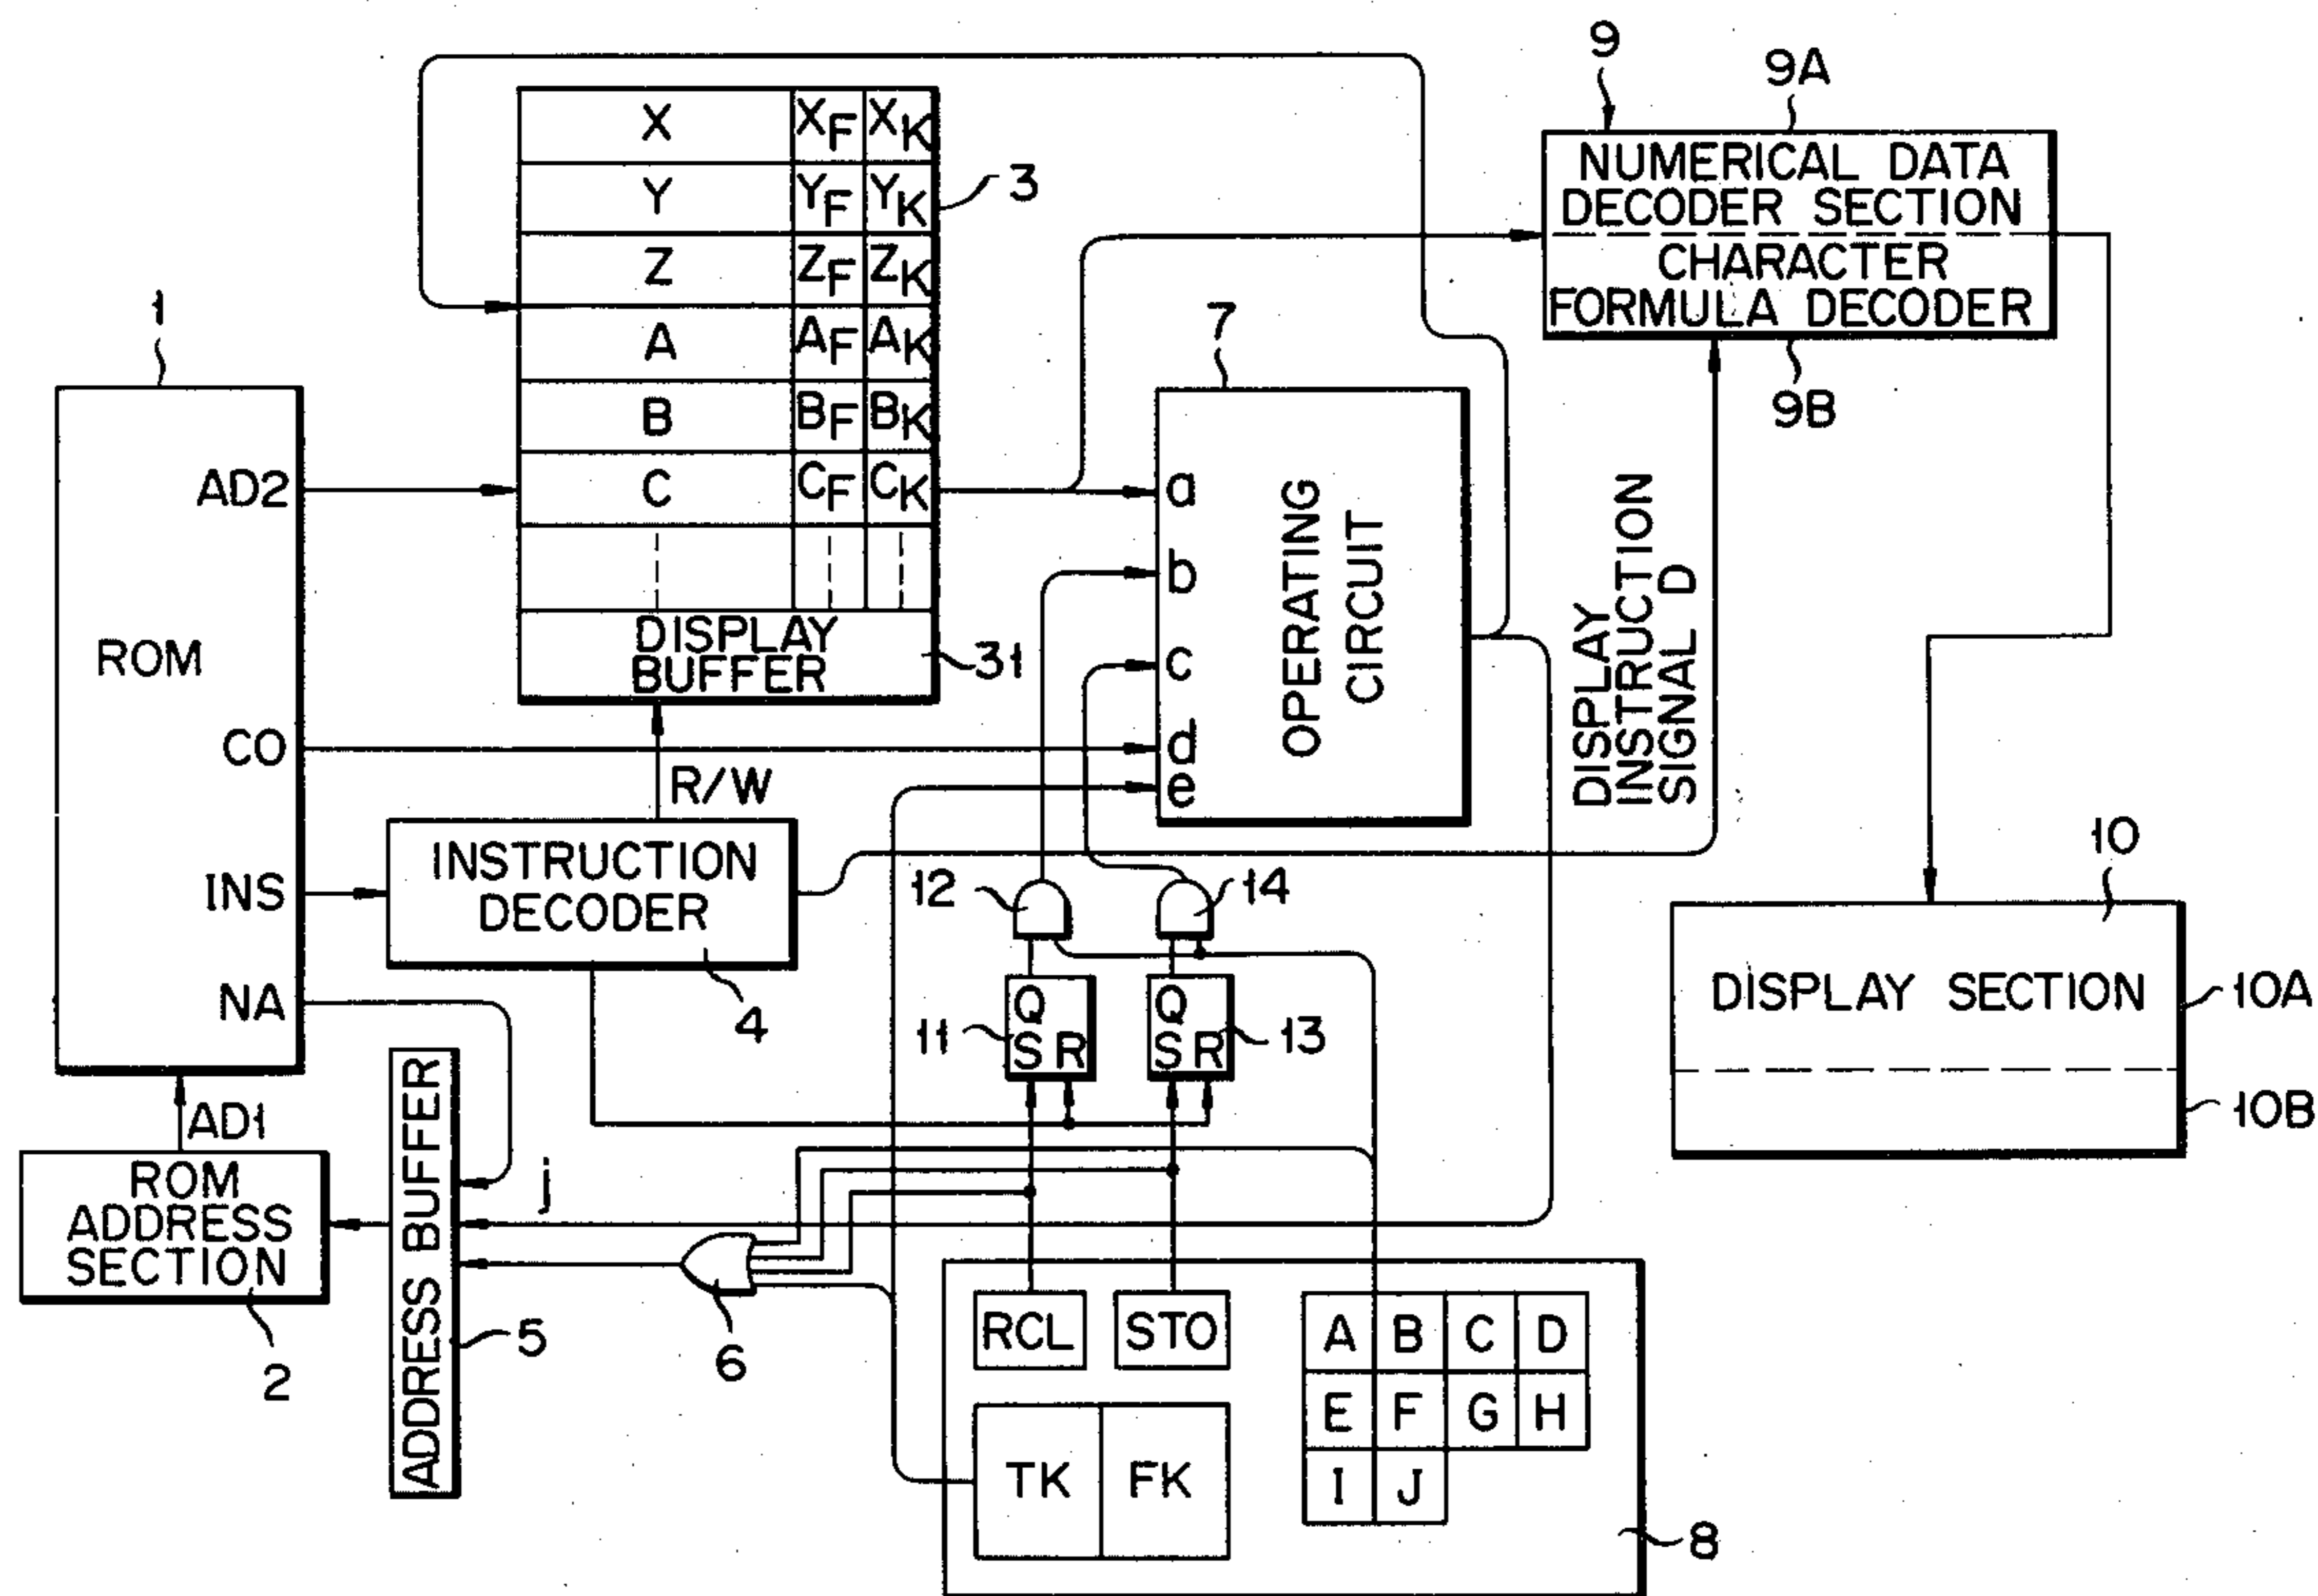 9
9A
X XF XK
Y YF YK
3
Z ZF ZK
A AF AK
B BF BK
C CF CK
DISPLAY
BUFFER
31
NUMERICAL DATA
DECODER SECTION
CHARACTER
FORMULA DECODER
9B
1
ROM
AD2
CO
INS
NA
7
a
b
c
d
e
OPERATING
CIRCUIT
DISPLAY
INSTRUCTION
SIGNAL D
R/W
INSTRUCTION
DECODER
4
12
14
Q
S R
11
Q
S R
13
10
DISPLAY SECTION
10A
10B
AD1
ROM
ADDRESS
SECTION
2
ADDRESS BUFFER
5
j
6
RCL
STO
A B C D
E F G H
I J
TK FK
8